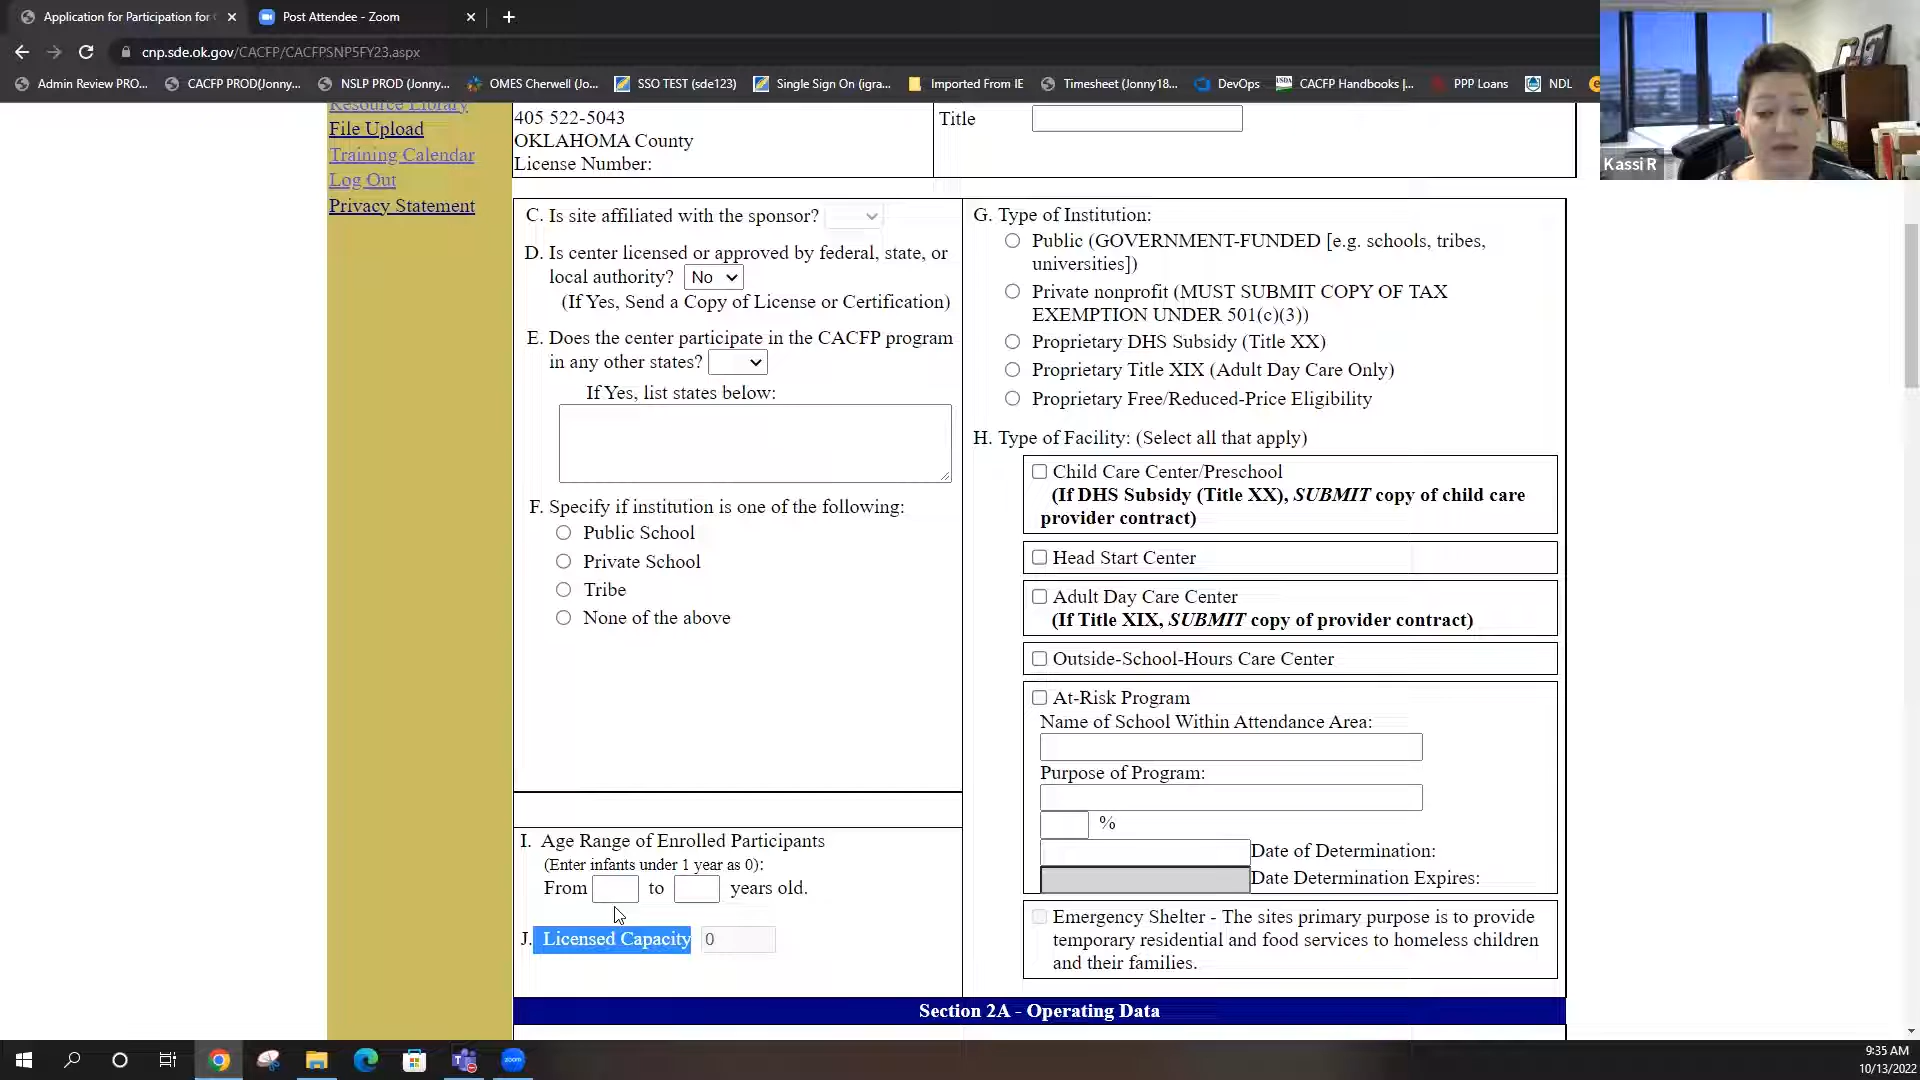 Application for Participation for
Post Attendee - Zoom
cnp.sde.ok.gov/CACFP/CACFPSNP5FY23.aspx
Admin Review PRO...
CACFP PROD(Jonny...
NSLP PROD (Jonny...
OMES Cherwell (Jo...
SSO TEST (sde123)
Single Sign On (igra...
Imported From IE
Timesheet (Jonny18...
DevOps
CACFP Handbooks |...
PPP Loans
NDL
Kassi R
Resource Library
File Upload
Training Calendar
Log Out
Privacy Statement
405 522-5043
OKLAHOMA County
License Number:
Title
C. Is site affiliated with the sponsor?
D. Is center licensed or approved by federal, state, or
local authority? No
(If Yes, Send a Copy of License or Certification)
E. Does the center participate in the CACFP program
in any other states?
If Yes, list states below:
F. Specify if institution is one of the following:
Public School
Private School
Tribe
None of the above
G. Type of Institution:
Public (GOVERNMENT-FUNDED [e.g. schools, tribes,
universities])
Private nonprofit (MUST SUBMIT COPY OF TAX
EXEMPTION UNDER 501(c)(3))
Proprietary DHS Subsidy (Title XX)
Proprietary Title XIX (Adult Day Care Only)
Proprietary Free/Reduced-Price Eligibility
H. Type of Facility: (Select all that apply)
Child Care Center/Preschool
(If DHS Subsidy (Title XX), SUBMIT copy of child care
provider contract)
Head Start Center
Adult Day Care Center
(If Title XIX, SUBMIT copy of provider contract)
Outside-School-Hours Care Center
At-Risk Program
Name of School Within Attendance Area:
Purpose of Program:
%
Date of Determination:
Date Determination Expires:
Emergency Shelter - The sites primary purpose is to provide
temporary residential and food services to homeless children
and their families.
I. Age Range of Enrolled Participants
(Enter infants under 1 year as 0):
From to years old.
J. Licensed Capacity 0
Section 2A - Operating Data
9:35 AM
10/13/2022